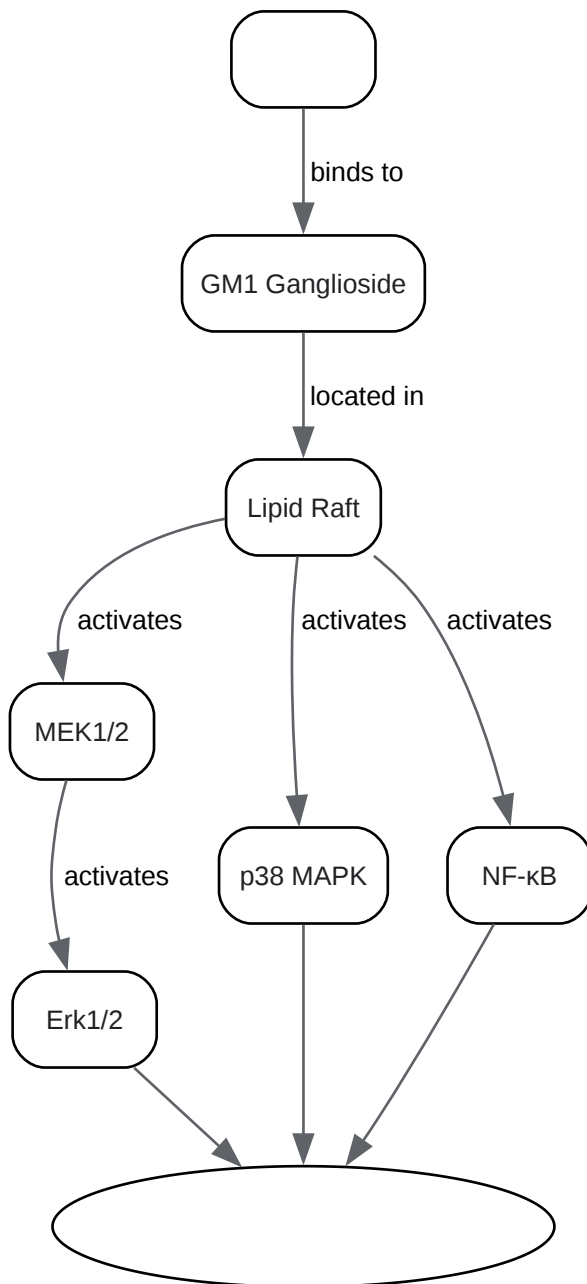 binds to
GM1 Ganglioside
located in
Lipid Raft
activates
activates
activates
MEK1/2
activates
p38 MAPK
NF-κB
Erk1/2